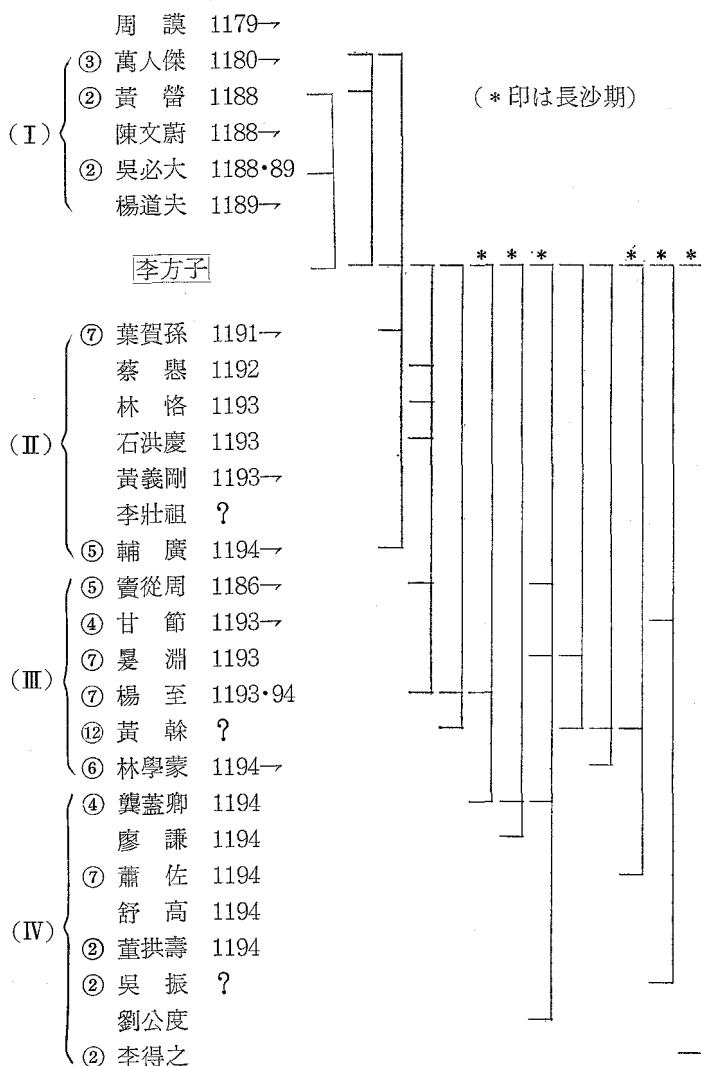 周 謨 1179→
③ 萬人傑 1180→
② 黃 㽦 1188
(＊印は長沙期)
(Ⅰ)
陳文蔚 1188→
② 吳必大 1188・89
楊道夫 1189→
＊ ＊ ＊ ＊ ＊ ＊
李方子
⑦ 葉賀孫 1191→
蔡 㦛 1192
林 恪 1193
(Ⅱ)
石洪慶 1193
黃義剛 1193→
李壯祖 ?
⑤ 輔 廣 1194→
⑤ 竇從周 1186→
④ 甘 節 1193→
(Ⅲ)
⑦ 㬊 淵 1193
⑦ 楊 至 1193・94
⑫ 黃 榦 ?
⑥ 林學蒙 1194→
④ 龔蓋卿 1194
廖 謙 1194
⑦ 蕭 佐 1194
(Ⅳ)
舒 高 1194
② 董拱壽 1194
② 吳 振 ?
劉公度
② 李得之